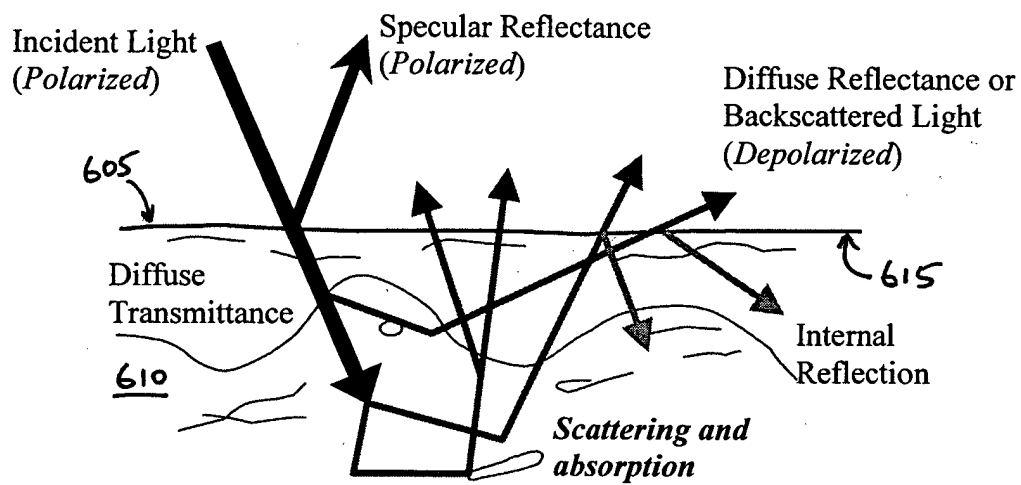 Incident Light
(Polarized)
Specular Reflectance
(Polarized)
Diffuse Reflectance or
Backscattered Light
(Depolarized)
605
615
Diffuse
Transmittance
610
Internal
Reflection
Scattering and
absorption